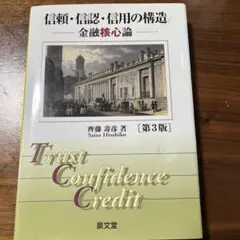 信頼・信認・信用の構造
―金融核心論―
齊藤 壽彦 著
Saito Hisahiko
［第3版］
Trust
Confidence
Credit
泉文堂